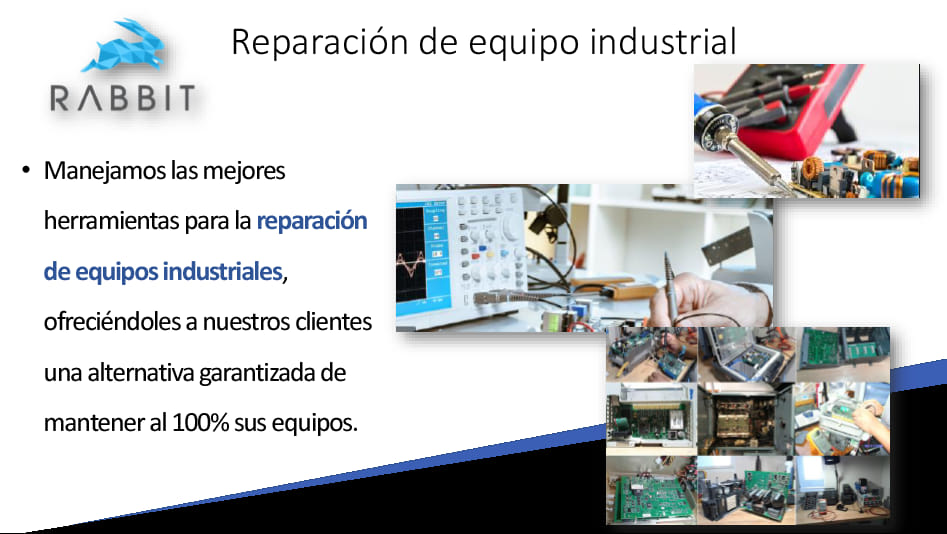 RABBIT
Reparación de equipo industrial
• Manejamos las mejores
herramientas para la reparación
de equipos industriales,
ofreciéndoles a nuestros clientes
una alternativa garantizada de
mantener al 100% sus equipos.